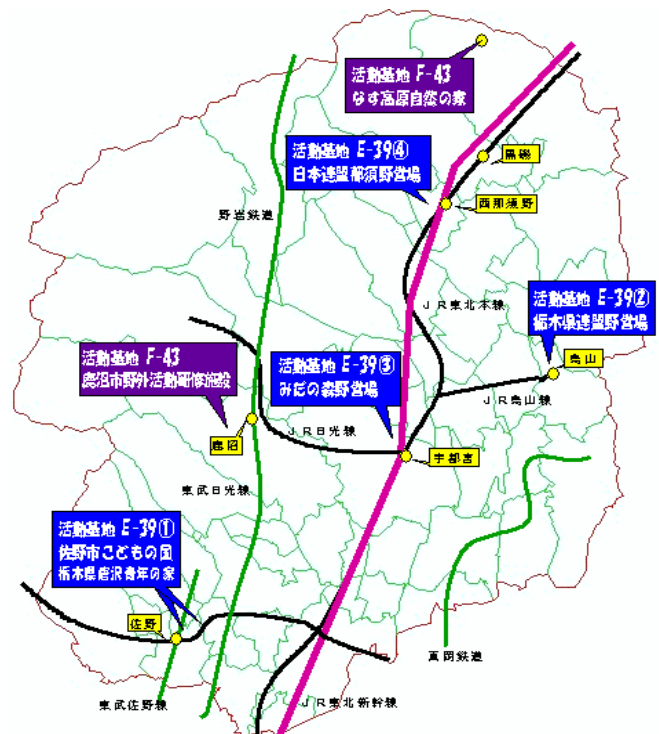 活動基地 F-43
なす高原自然の家
活動基地 E-39④
日本連盟那須野営場
黒磯
西那須野
野岩鉄道
JR東北本線
活動基地 E-39②
栃木県連盟野営場
烏山
活動基地 F-43
鹿沼市野外活動研修施設
活動基地 E-39③
みだの森野営場
JR烏山線
鹿沼
JR日光線
宇都宮
東武日光線
活動基地 E-39①
佐野市こどもの国
栃木県唐沢青年の家
佐野
真岡鉄道
東武佐野線
JR東北新幹線